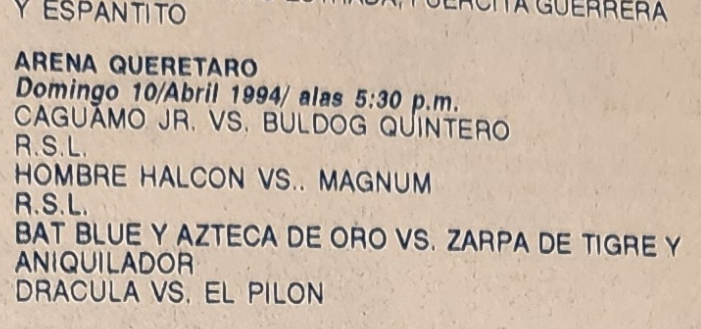 GUERRERA
Y ESPANTITO
ARENA QUERETARO
Domingo 10/Abril 1994/ alas 5:30 p.m.
CAGUAMO JR. VS. BULDOG QUINTERO
R.S.L.
HOMBRE HALCON VS.. MAGNUM
R.S.L.
BAT BLUE Y AZTECA DE ORO VS. ZARPA DE TIGRE Y
ANIQUILADOR
DRACULA VS. EL PILON